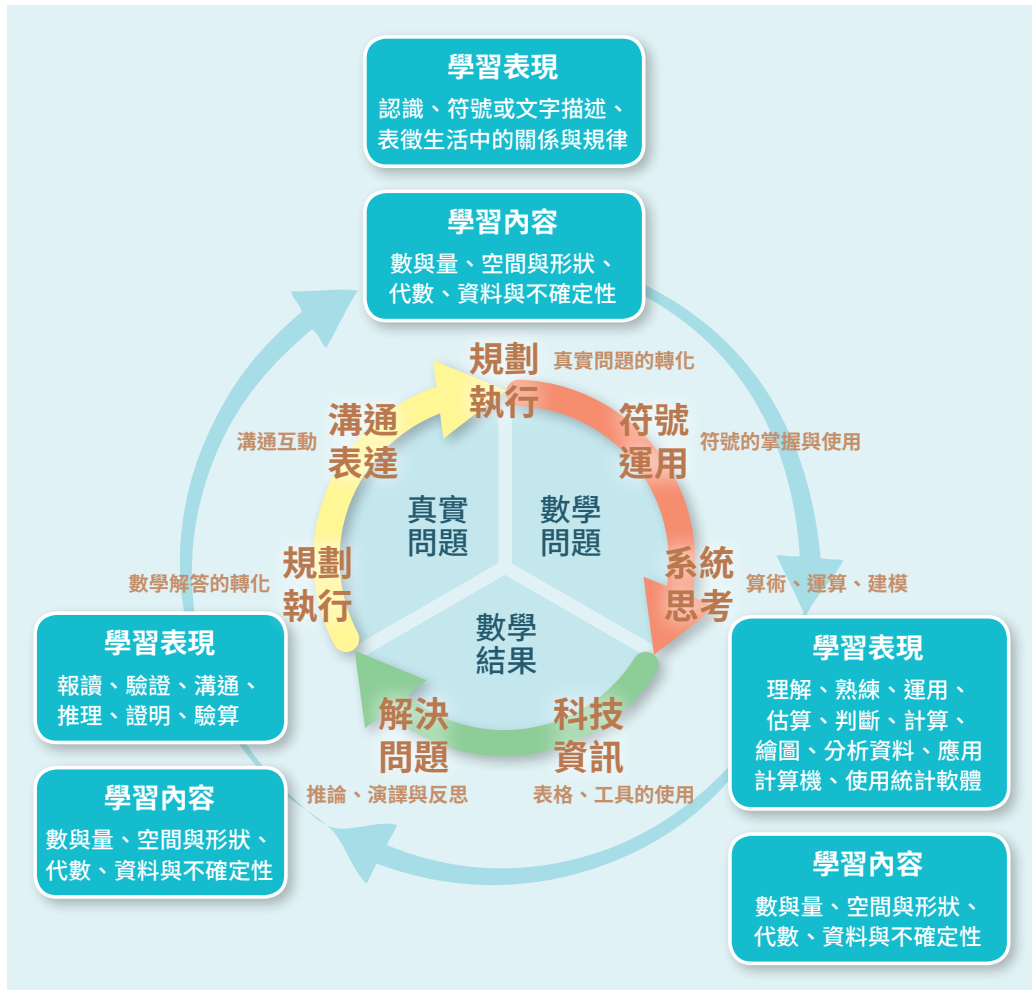 學習表現
認識、符號或文字描述、
表徵生活中的關係與規律
學習內容
數與量、空間與形狀、
代數、資料與不確定性
規劃
執行
真實問題的轉化
溝通
表達
溝通互動
符號
運用
符號的掌握與使用
真實
問題
數學
問題
規劃
執行
數學解答的轉化
系統
思考
算術、運算、建模
數學
結果
學習表現
報讀、驗證、溝通、
推理、證明、驗算
學習表現
理解、熟練、運用、
估算、判斷、計算、
繪圖、分析資料、應用
計算機、使用統計軟體
解決
問題
推論、演譯與反思
科技
資訊
表格、工具的使用
學習內容
數與量、空間與形狀、
代數、資料與不確定性
學習內容
數與量、空間與形狀、
代數、資料與不確定性